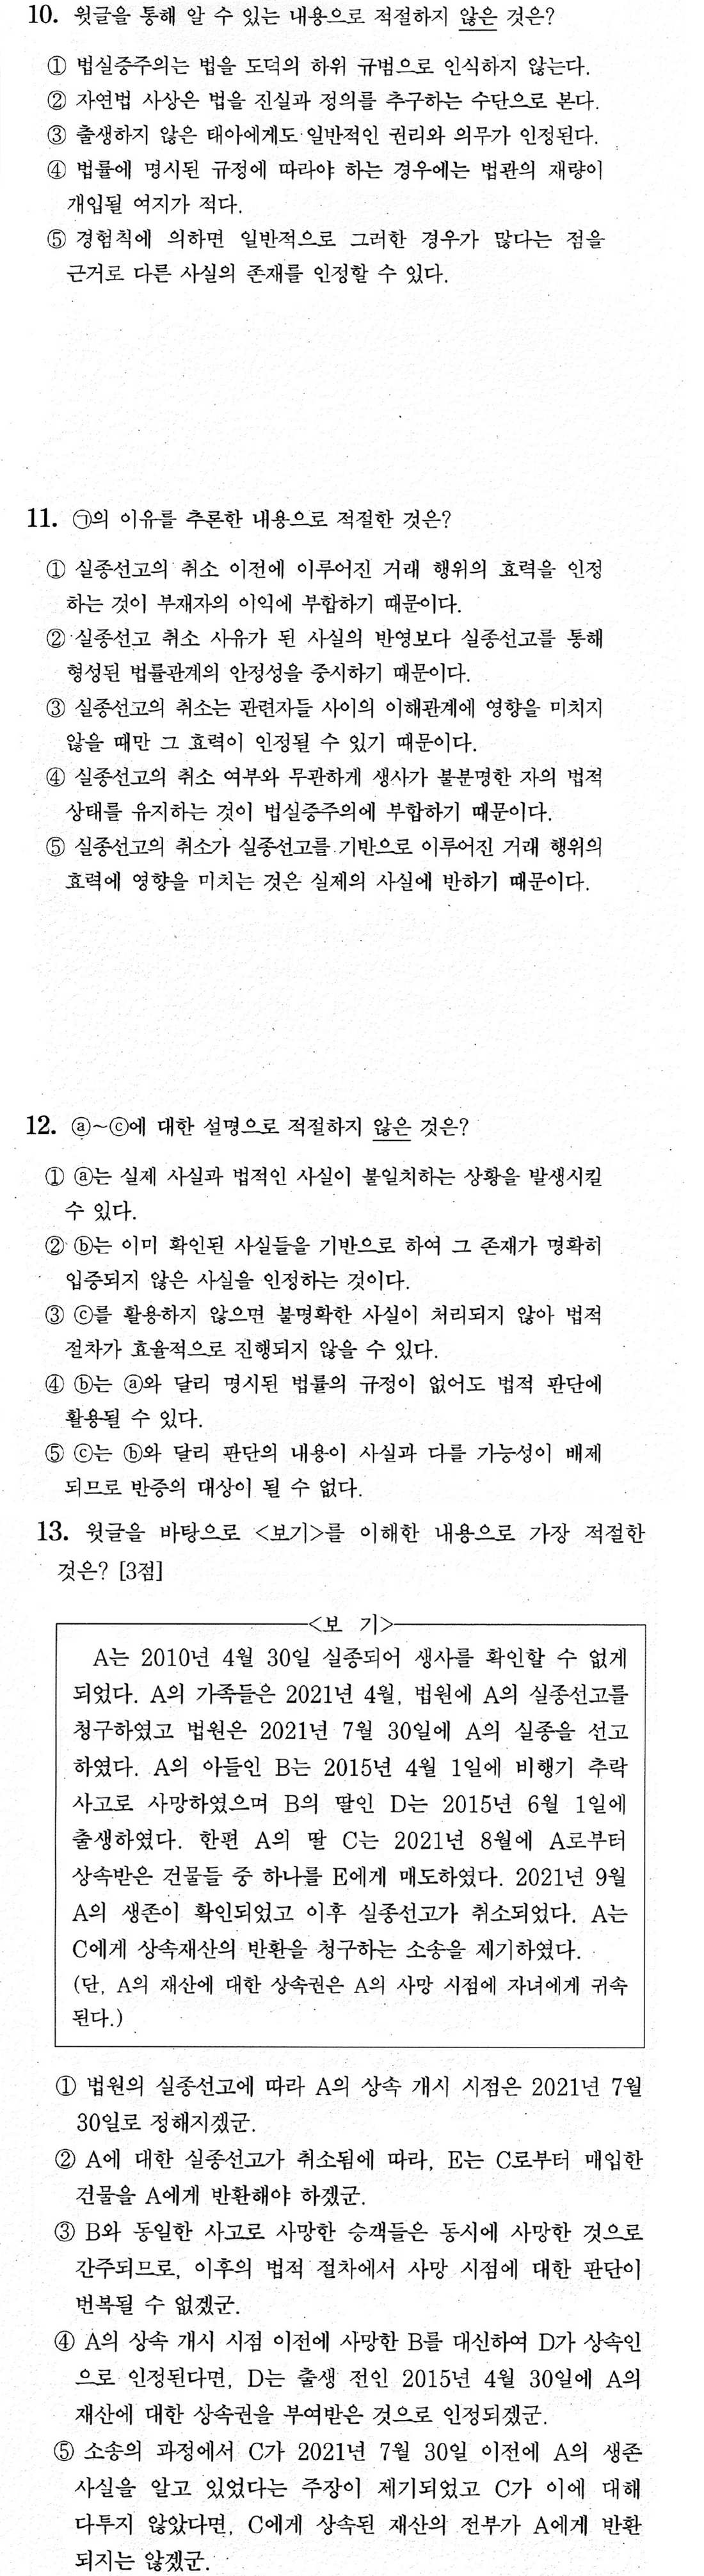 10. 윗글을 통해 알 수 있는 내용으로 적절하지 않은 것은?
① 법실증주의는 법을 도덕의 하위 규범으로 인식하지 않는다.
② 자연법 사상은 법을 진실과 정의를 추구하는 수단으로 본다.
③ 출생하지 않은 태아에게도 일반적인 권리와 의무가 인정된다.
④ 법률에 명시된 규정에 따라야 하는 경우에는 법관의 재량이
개입될 여지가 적다.
⑤ 경험칙에 의하면 일반적으로 그러한 경우가 많다는 점을
근거로 다른 사실의 존재를 인정할 수 있다.
11. ㉠의 이유를 추론한 내용으로 적절한 것은?
① 실종선고의 취소 이전에 이루어진 거래 행위의 효력을 인정
하는 것이 부재자의 이익에 부합하기 때문이다.
② 실종선고 취소 사유가 된 사실의 반영보다 실종선고를 통해
형성된 법률관계의 안정성을 중시하기 때문이다.
③ 실종선고의 취소는 관련자들 사이의 이해관계에 영향을 미치지
않을 때만 그 효력이 인정될 수 있기 때문이다.
④ 실종선고의 취소 여부와 무관하게 생사가 불분명한 자의 법적
상태를 유지하는 것이 법실증주의에 부합하기 때문이다.
⑤ 실종선고의 취소가 실종선고를 기반으로 이루어진 거래 행위의
효력에 영향을 미치는 것은 실제의 사실에 반하기 때문이다.
12. ⓐ~ⓒ에 대한 설명으로 적절하지 않은 것은?
① ⓐ는 실제 사실과 법적인 사실이 불일치하는 상황을 발생시킬
수 있다.
② ⓑ는 이미 확인된 사실들을 기반으로 하여 그 존재가 명확히
입증되지 않은 사실을 인정하는 것이다.
③ ⓒ를 활용하지 않으면 불명확한 사실이 처리되지 않아 법적
절차가 효율적으로 진행되지 않을 수 있다.
④ ⓑ는 ⓐ와 달리 명시된 법률의 규정이 없어도 법적 판단에
활용될 수 있다.
⑤ ⓒ는 ⓑ와 달리 판단의 내용이 사실과 다를 가능성이 배제
되므로 반증의 대상이 될 수 없다.
13. 윗글을 바탕으로 <보기>를 이해한 내용으로 가장 적절한
것은? [3점]
<보 기>
A는 2010년 4월 30일 실종되어 생사를 확인할 수 없게
되었다. A의 가족들은 2021년 4월, 법원에 A의 실종선고를
청구하였고 법원은 2021년 7월 30일에 A의 실종을 선고
하였다. A의 아들인 B는 2015년 4월 1일에 비행기 추락
사고로 사망하였으며 B의 딸인 D는 2015년 6월 1일에
출생하였다. 한편 A의 딸 C는 2021년 8월에 A로부터
상속받은 건물들 중 하나를 E에게 매도하였다. 2021년 9월
A의 생존이 확인되었고 이후 실종선고가 취소되었다. A는
C에게 상속재산의 반환을 청구하는 소송을 제기하였다.
(단, A의 재산에 대한 상속권은 A의 사망 시점에 자녀에게 귀속
된다.)
① 법원의 실종선고에 따라 A의 상속 개시 시점은 2021년 7월
30일로 정해지겠군.
② A에 대한 실종선고가 취소됨에 따라, E는 C로부터 매입한
건물을 A에게 반환해야 하겠군.
③ B와 동일한 사고로 사망한 승객들은 동시에 사망한 것으로
간주되므로, 이후의 법적 절차에서 사망 시점에 대한 판단이
번복될 수 없겠군.
④ A의 상속 개시 시점 이전에 사망한 B를 대신하여 D가 상속인
으로 인정된다면, D는 출생 전인 2015년 4월 30일에 A의
재산에 대한 상속권을 부여받은 것으로 인정되겠군.
⑤ 소송의 과정에서 C가 2021년 7월 30일 이전에 A의 생존
사실을 알고 있었다는 주장이 제기되었고 C가 이에 대해
다투지 않았다면, C에게 상속된 재산의 전부가 A에게 반환
되지는 않겠군.